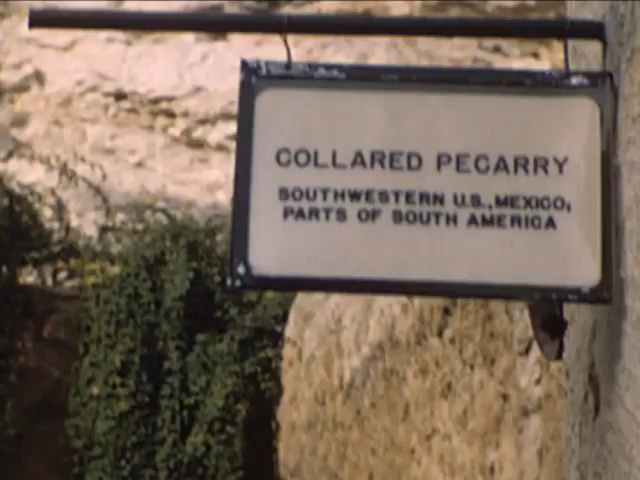 COLLARED PECARRY
SOUTHWESTERN U.S., MEXICO,
PARTS OF SOUTH AMERICA